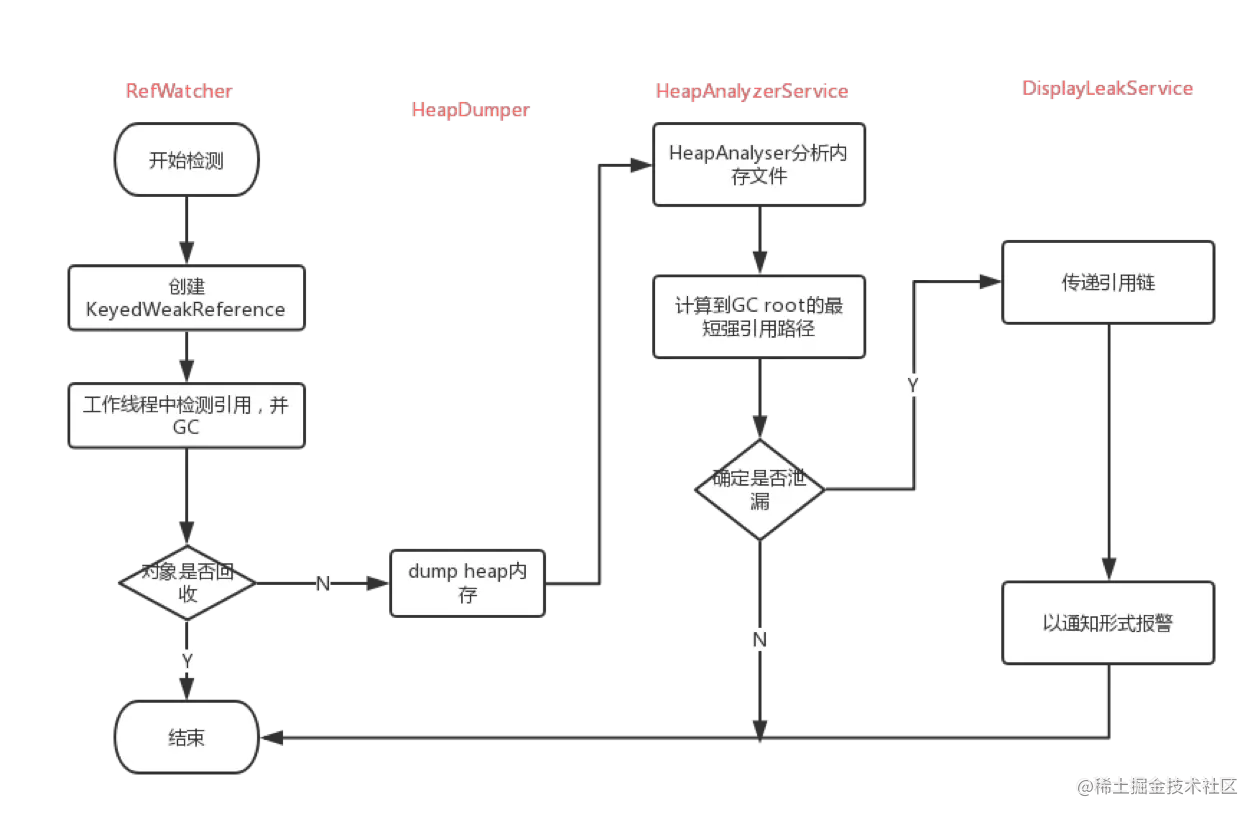 RefWatcher
HeapDumper
HeapAnalyzerService
DisplayLeakService
开始检测
创建
KeyedWeakReference
工作线程中检测引用，并
GC
对象是否回
收
N
Y
结束
dump heap内
存
HeapAnalyser分析内
存文件
计算到GC root的最
短强引用路径
确定是否泄
漏
Y
N
传递引用链
以通知形式报警
@稀土掘金技术社区